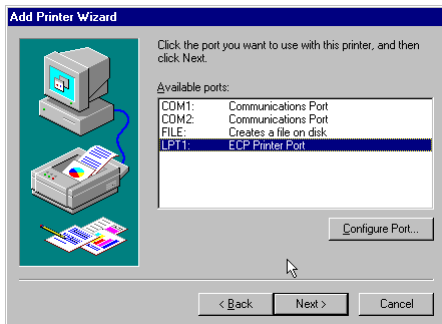 Add Printer Wizard
Click the port you want to use with this printer, and then
click Next.
Available ports:
COM1: Communications Port
COM2: Communications Port
FILE: Creates a file on disk
LPT1: ECP Printer Port
Configure Port...
< Back Next > Cancel